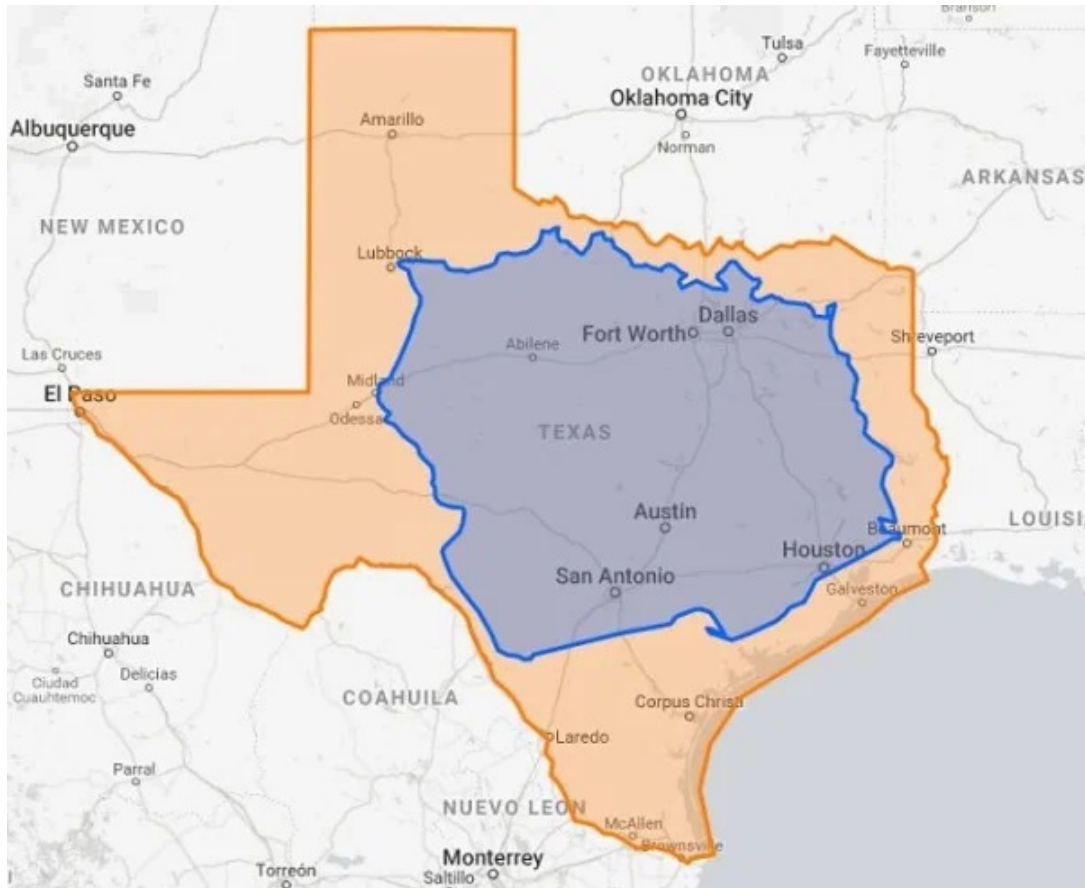 Branson
Tulsa
Fayetteville
Santa Fe
OKLAHOMA
Oklahoma City
Albuquerque
Amarillo
Norman
ARKANSAS
NEW MEXICO
Lubbock
Dallas
Fort Worth
Shreveport
Abilene
Las Cruces
Midland
El Paso
Odessa
TEXAS
Austin
LOUISI
Beaumont
Houston
San Antonio
CHIHUAHUA
Galveston
Chihuahua
Delicias
Ciudad
Cuauhtemoc
COAHUILA
Corpus Christi
Laredo
Parral
NUEVO LEON
McAllen
Brownsville
Monterrey
Torreón
Saltillo